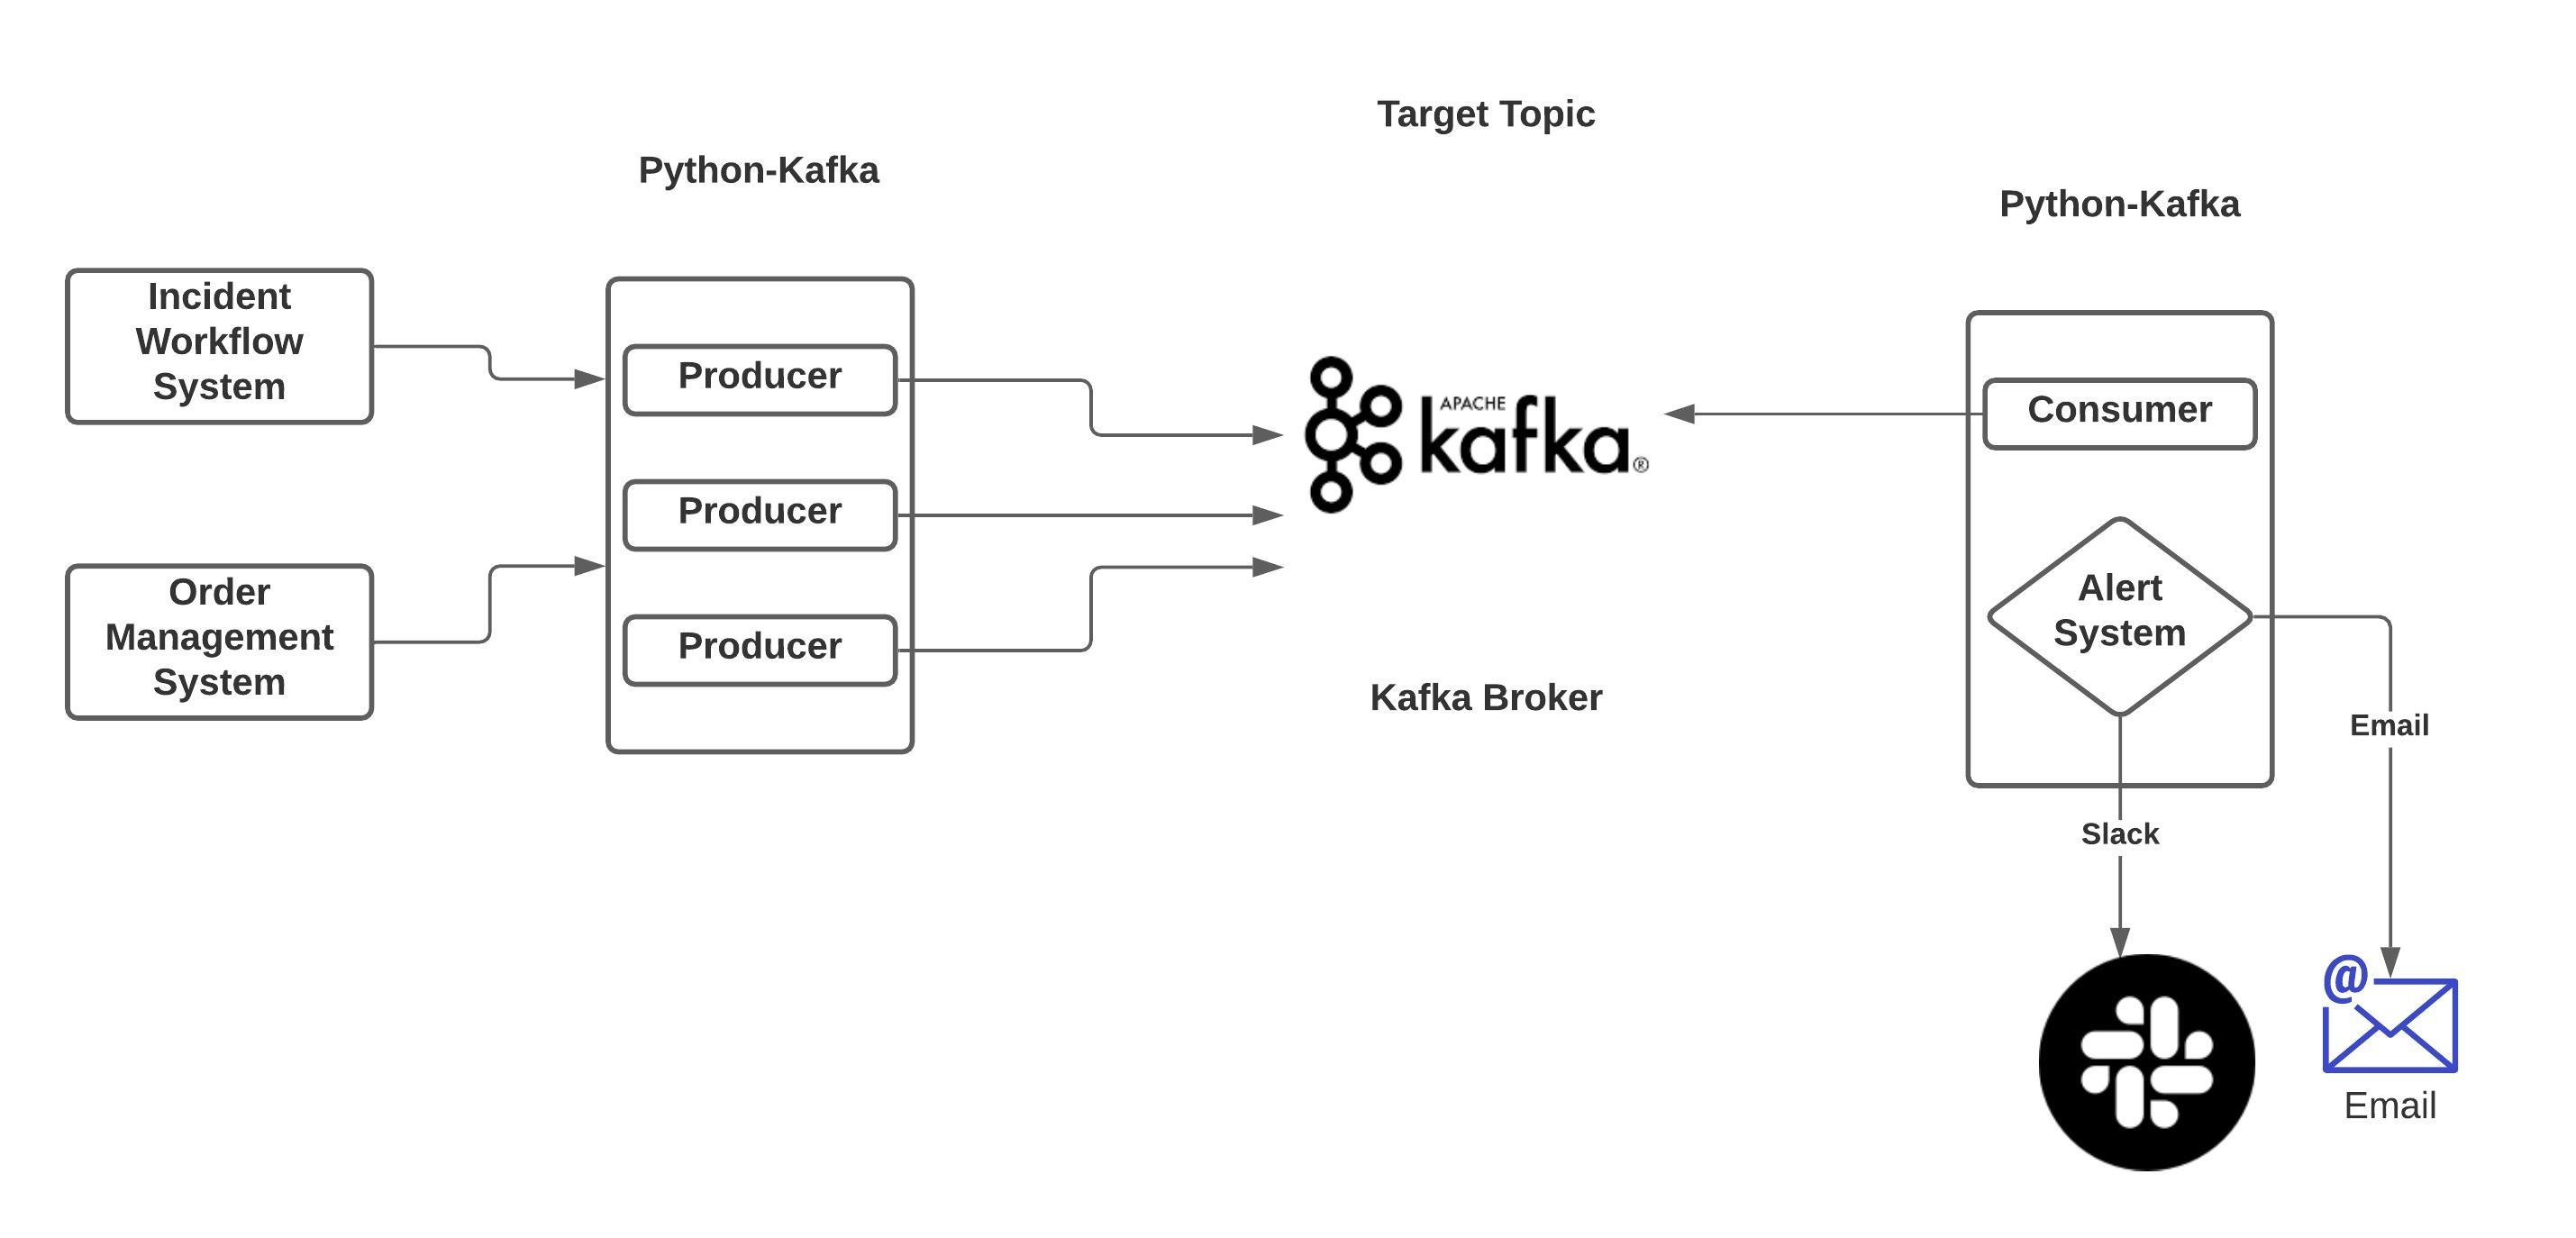 Target Topic
Python-Kafka
Python-Kafka
Incident
Workflow
System
Order
Management
System
Producer
Producer
Producer
APACHE
kafka®
Kafka Broker
Consumer
Alert
System
Email
Slack
@
Email